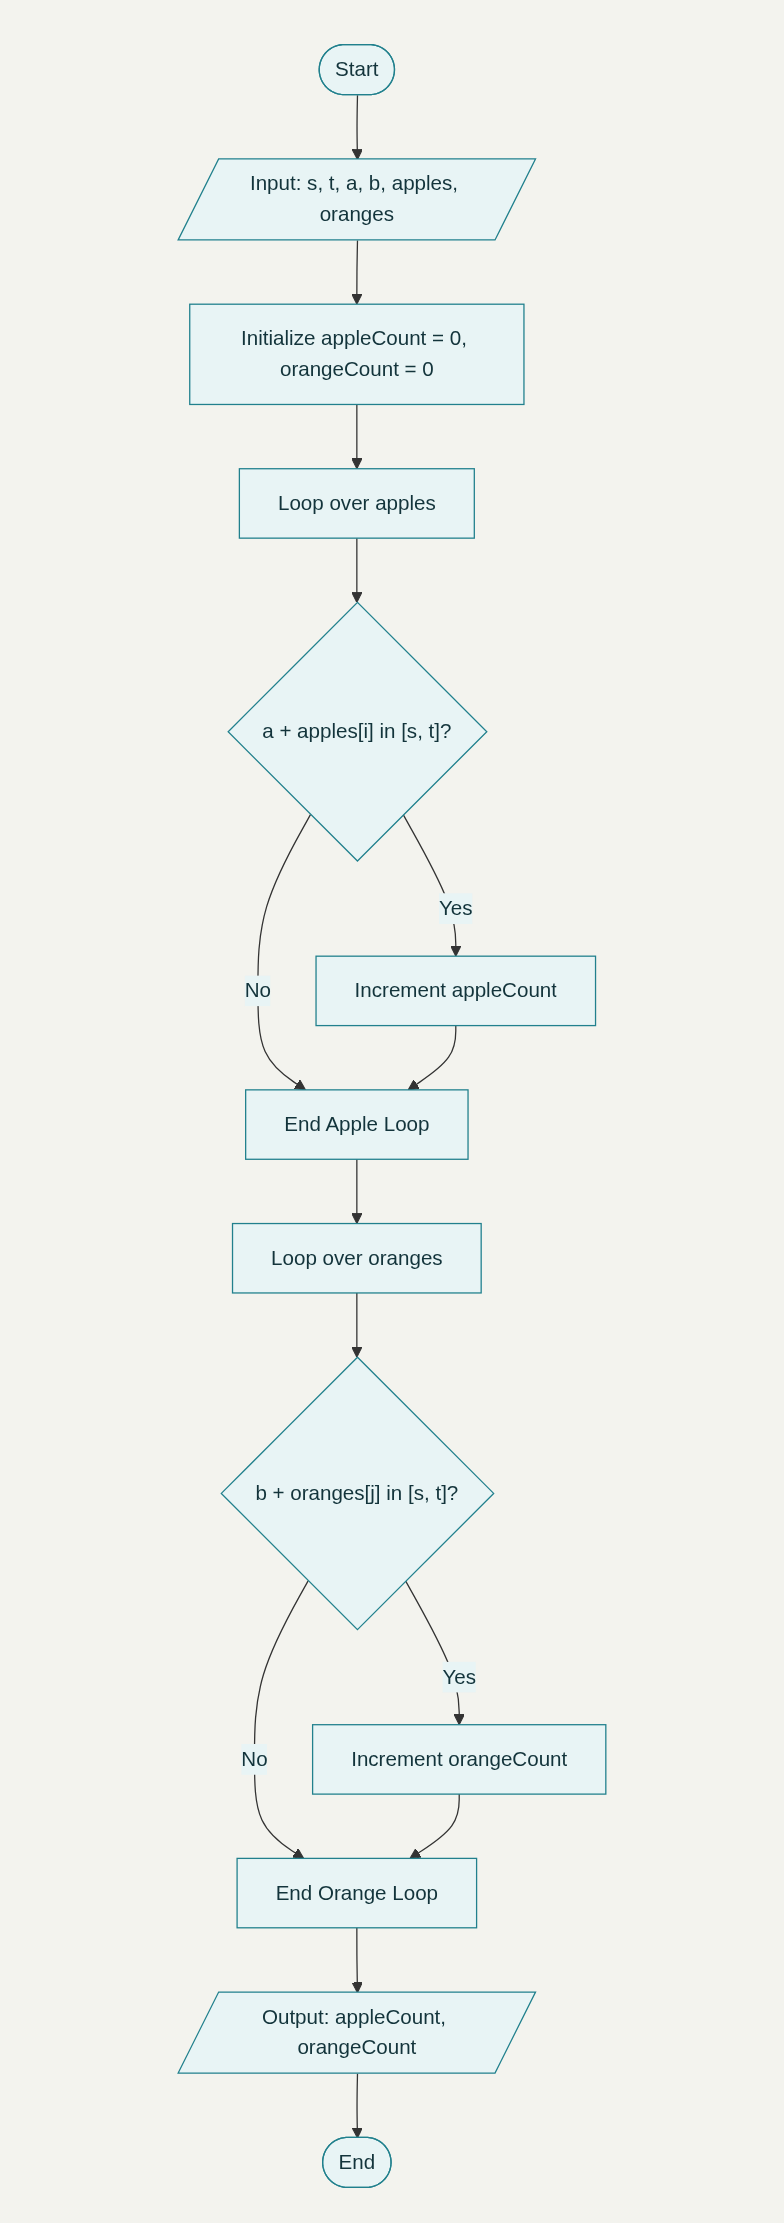 Start
Input: s, t, a, b, apples,
oranges
Initialize appleCount = 0,
orangeCount = 0
Loop over apples
a + apples[i] in [s, t]?
Yes
No
Increment appleCount
End Apple Loop
Loop over oranges
b + oranges[j] in [s, t]?
Yes
No
Increment orangeCount
End Orange Loop
Output: appleCount,
orangeCount
End